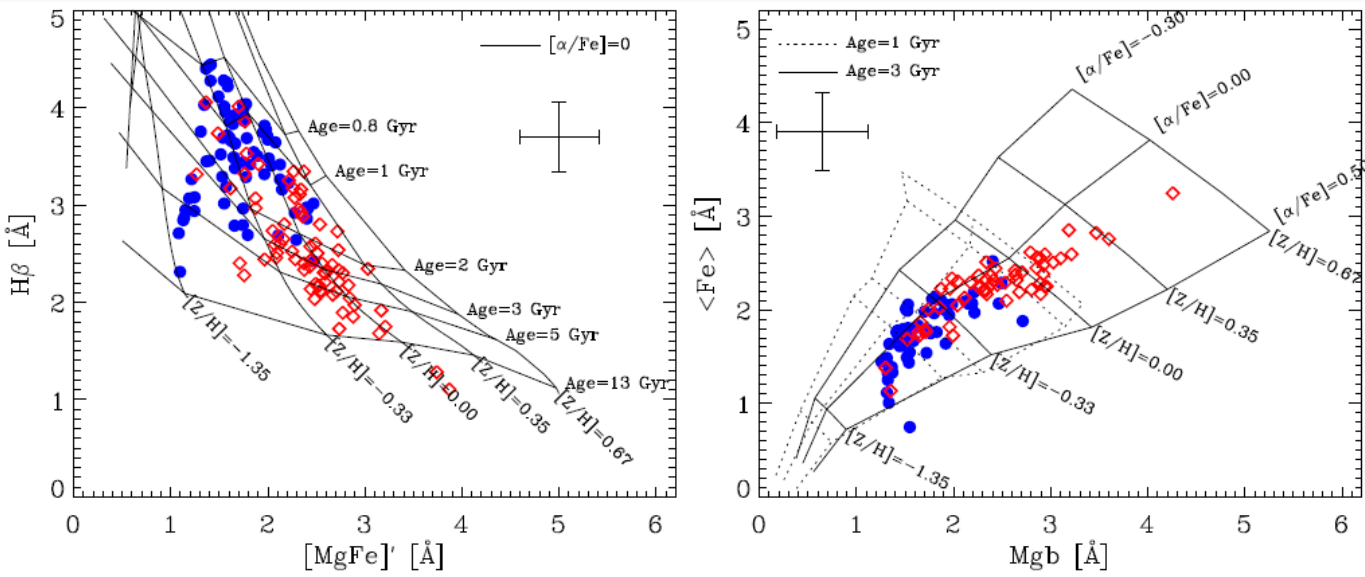 [α/Fe]=0
Age=0.8 Gyr
Age=1 Gyr
Age=2 Gyr
Age=3 Gyr
Age=5 Gyr
Age=13 Gyr
[Z/H]=−1.35
[Z/H]=−0.33
[Z/H]=0.00
[Z/H]=0.35
[Z/H]=0.67
Hβ [Å]
5
4
3
2
1
0
0 1 2 3 4 5 6
[MgFe]′ [Å]
Age=1 Gyr
Age=3 Gyr
[α/Fe]=−0.30
[α/Fe]=0.00
[α/Fe]=0.5
[Z/H]=0.67
[Z/H]=0.35
[Z/H]=0.00
[Z/H]=−0.33
[Z/H]=−1.35
<Fe> [Å]
5
4
3
2
1
0
0 1 2 3 4 5 6
Mgb [Å]